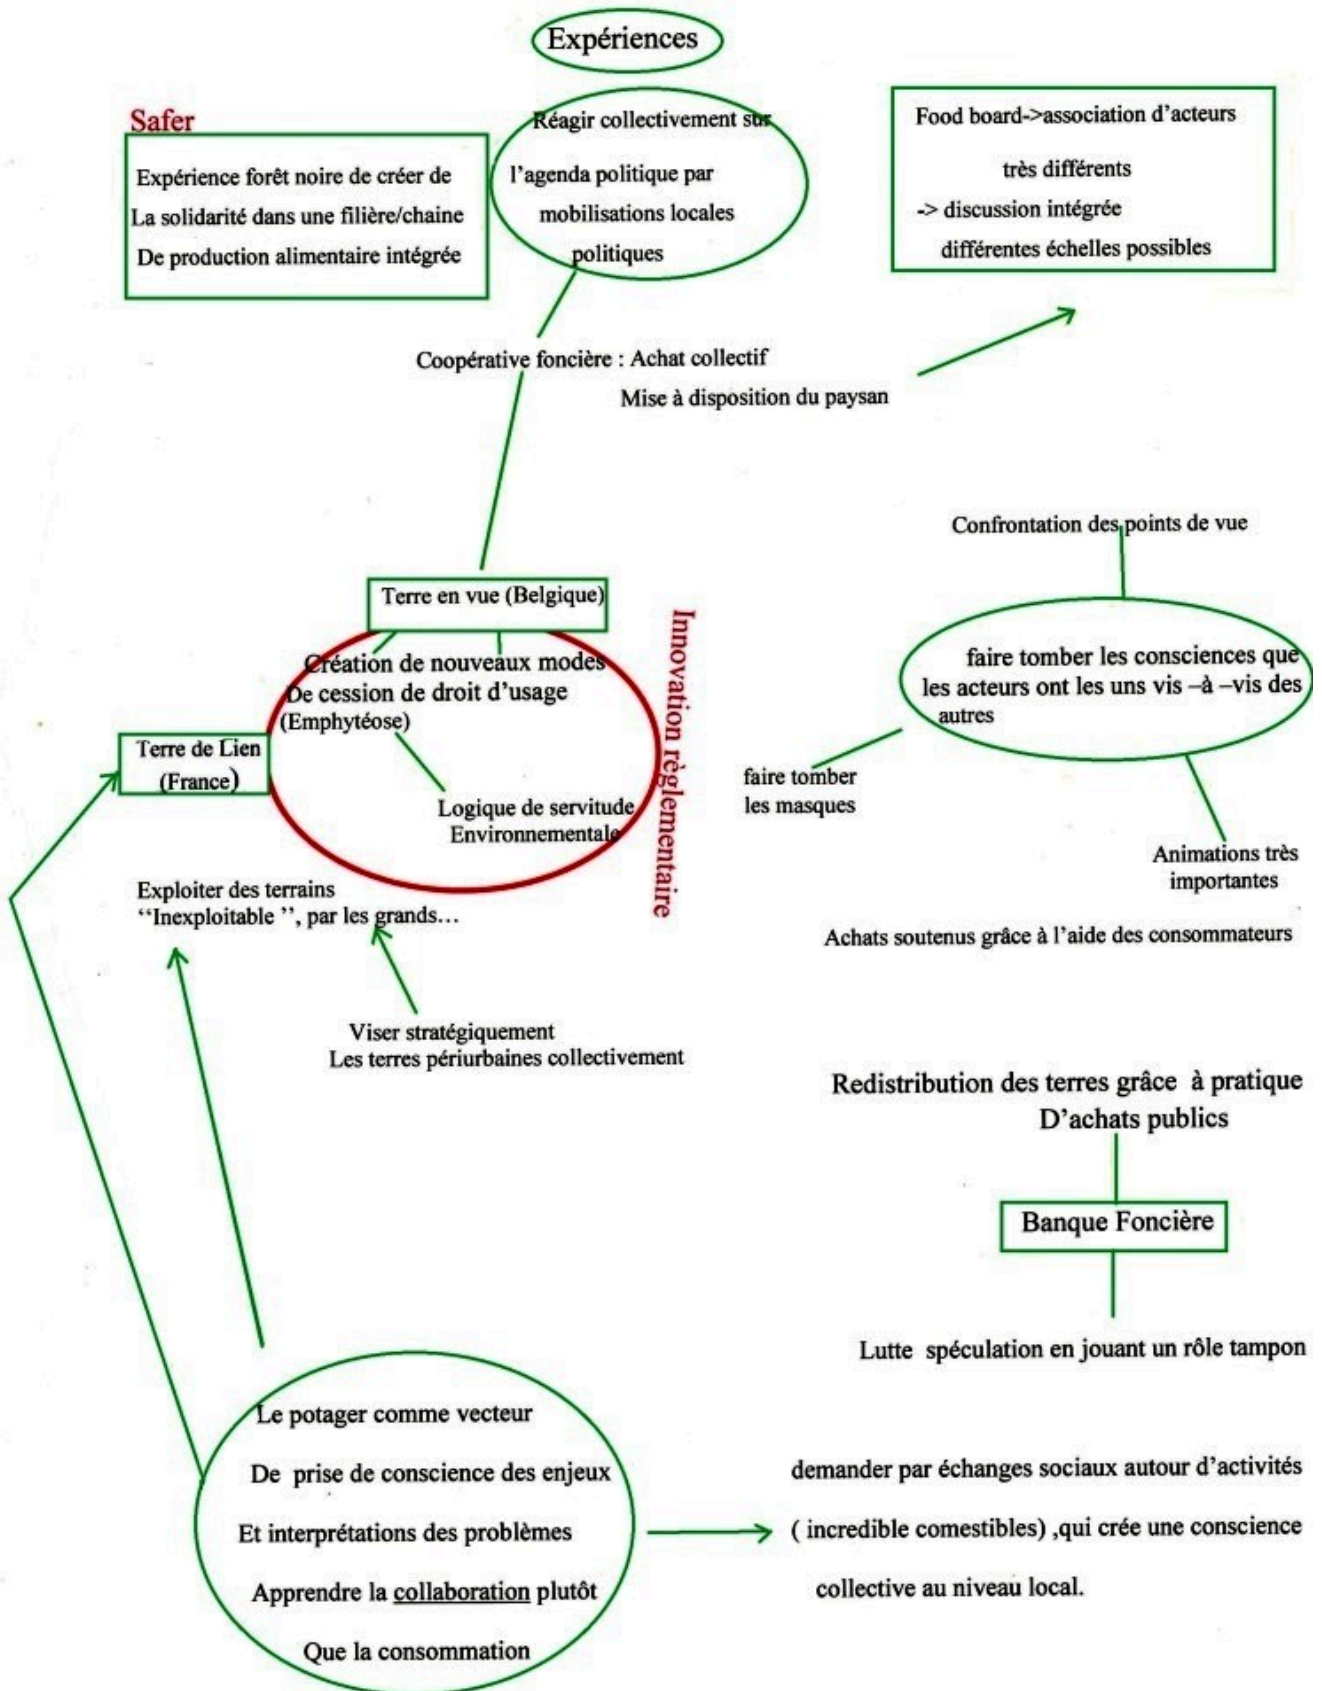 Expériences
Safer
Expérience forêt noire de créer de
La solidarité dans une filière/chaine
De production alimentaire intégrée
Réagir collectivement sur
l'agenda politique par
mobilisations locales
politiques
Food board->association d'acteurs
très différents
-> discussion intégrée
différentes échelles possibles
Coopérative foncière : Achat collectif
Mise à disposition du paysan
Confrontation des points de vue
Terre en vue (Belgique)
Création de nouveaux modes
De cession de droit d'usage
(Emphytéose)
Innovation règlementaire
faire tomber les consciences que
les acteurs ont les uns vis –à –vis des
autres
Terre de Lien
(France)
Logique de servitude
Environnementale
faire tomber
les masques
Animations très
importantes
Exploiter des terrains
‘‘Inexploitable ’’, par les grands…
Achats soutenus grâce à l'aide des consommateurs
Viser stratégiquement
Les terres périurbaines collectivement
Redistribution des terres grâce à pratique
D'achats publics
Banque Foncière
Lutte spéculation en jouant un rôle tampon
Le potager comme vecteur
De prise de conscience des enjeux
Et interprétations des problèmes
Apprendre la collaboration plutôt
Que la consommation
demander par échanges sociaux autour d'activités
( incredible comestibles) ,qui crée une conscience
collective au niveau local.